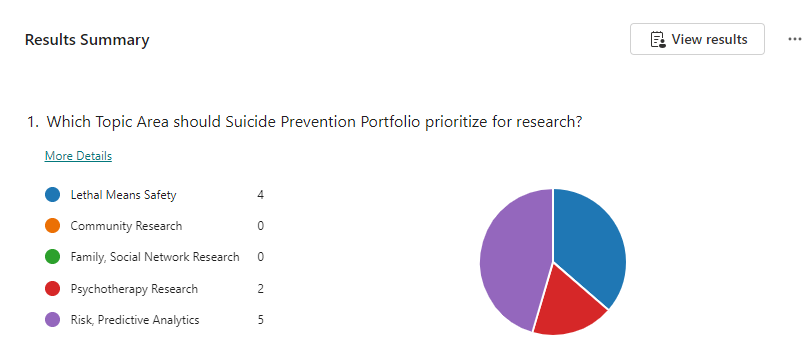 Results Summary
View results
1. Which Topic Area should Suicide Prevention Portfolio prioritize for research?
More Details
Lethal Means Safety 4
Community Research 0
Family, Social Network Research 0
Psychotherapy Research 2
Risk, Predictive Analytics 5